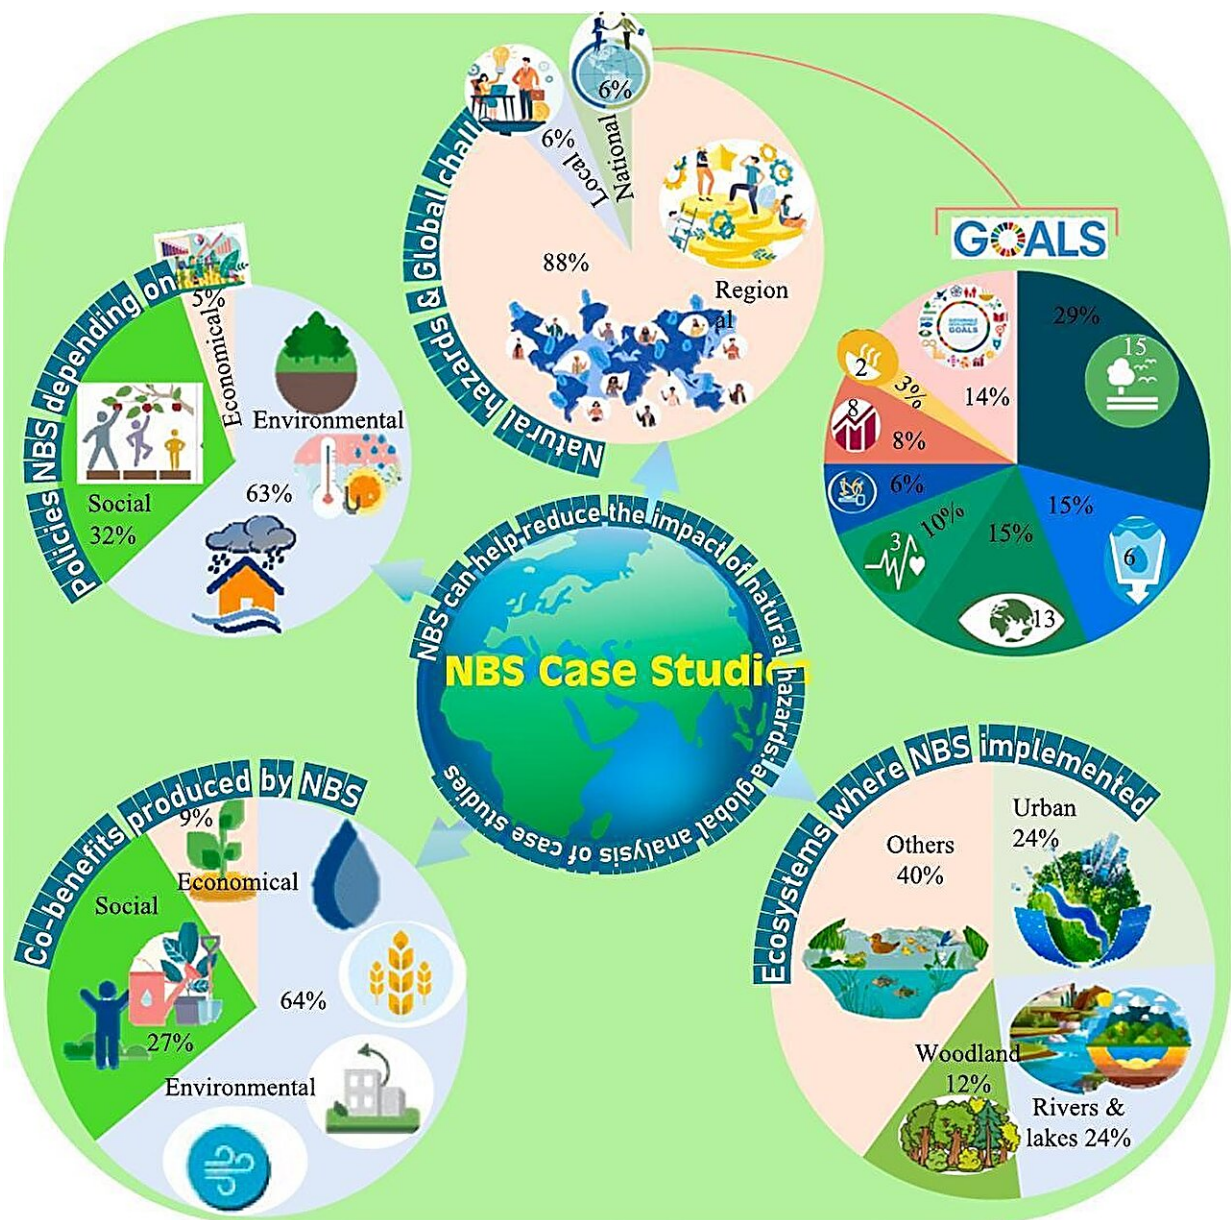 Natural hazards & Global chall
6%
6%
Local
National
88%
Region
al
GOALS
29%
15
15%
6
15%
13
10%
3
6%
8%
8
3%
2
14%
SUSTAINABLE
DEVELOPMENT
GOALS
Policies NBS depending on
5%
Economical
Environmental
63%
Social
32%
NBS can help reduce the impact of natural hazards: a global analysis of case studies
NBS Case Studi
Co-benefits produced by NBS
9%
Economical
Social
27%
64%
Environmental
Ecosystems where NBS implemented
Others
40%
Urban
24%
Woodland
12%
Rivers &
lakes 24%